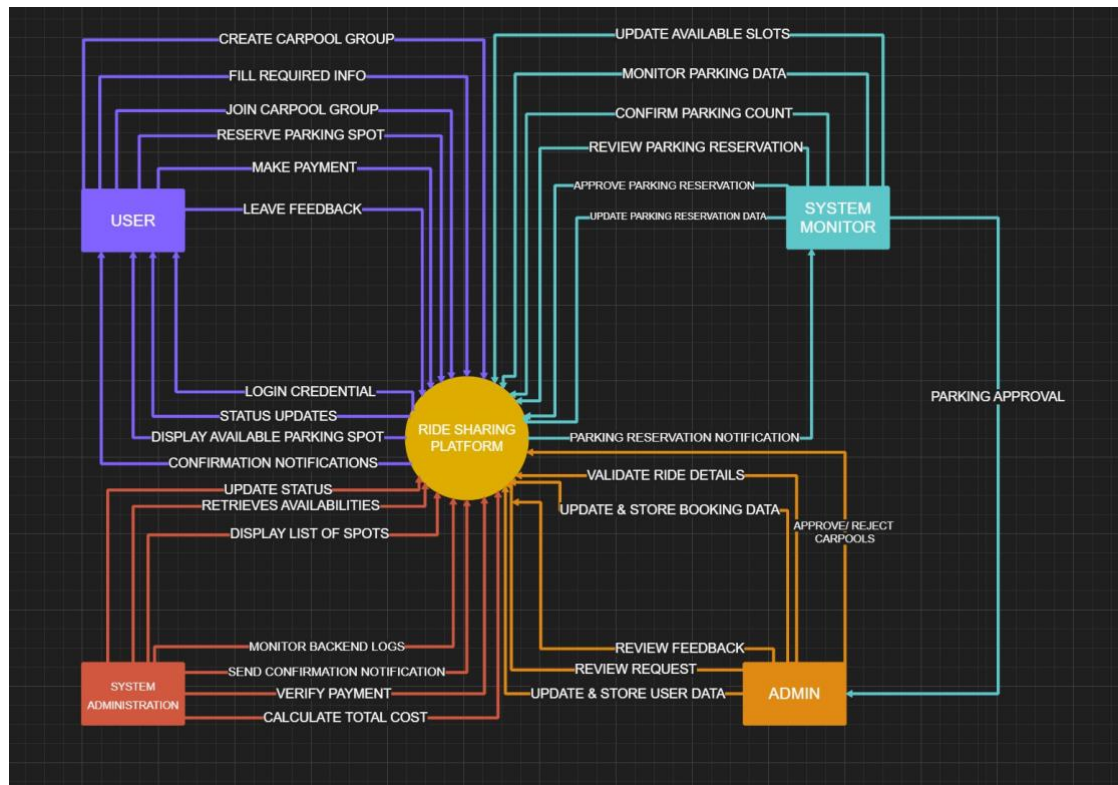 CREATE CARPOOL GROUP
FILL REQUIRED INFO
JOIN CARPOOL GROUP
RESERVE PARKING SPOT
MAKE PAYMENT
LEAVE FEEDBACK
USER
UPDATE AVAILABLE SLOTS
MONITOR PARKING DATA
CONFIRM PARKING COUNT
REVIEW PARKING RESERVATION
APPROVE PARKING RESERVATION
UPDATE PARKING RESERVATION DATA
SYSTEM
MONITOR
LOGIN CREDENTIAL
STATUS UPDATES
DISPLAY AVAILABLE PARKING SPOT
CONFIRMATION NOTIFICATIONS
RIDE SHARING
PLATFORM
PARKING RESERVATION NOTIFICATION
PARKING APPROVAL
UPDATE STATUS
RETRIEVES AVAILABILITIES
DISPLAY LIST OF SPOTS
VALIDATE RIDE DETAILS
UPDATE & STORE BOOKING DATA
APPROVE/ REJECT
CARPOOLS
MONITOR BACKEND LOGS
SEND CONFIRMATION NOTIFICATION
VERIFY PAYMENT
CALCULATE TOTAL COST
SYSTEM
ADMINISTRATION
REVIEW FEEDBACK
REVIEW REQUEST
UPDATE & STORE USER DATA
ADMIN